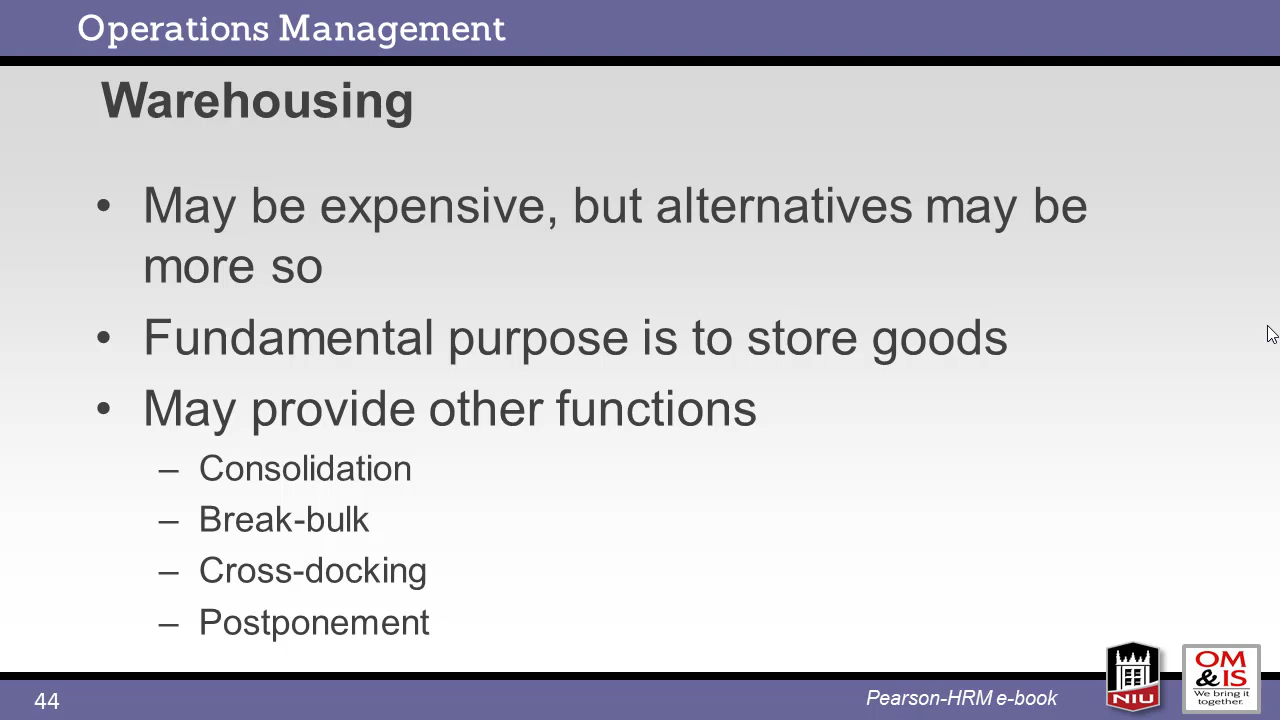 Operations Management
Warehousing
• May be expensive, but alternatives may be
more so
• Fundamental purpose is to store goods
• May provide other functions
– Consolidation
– Break-bulk
– Cross-docking
– Postponement
44
Pearson-HRM e-book
NIU
OM
&IS
We bring it
together.